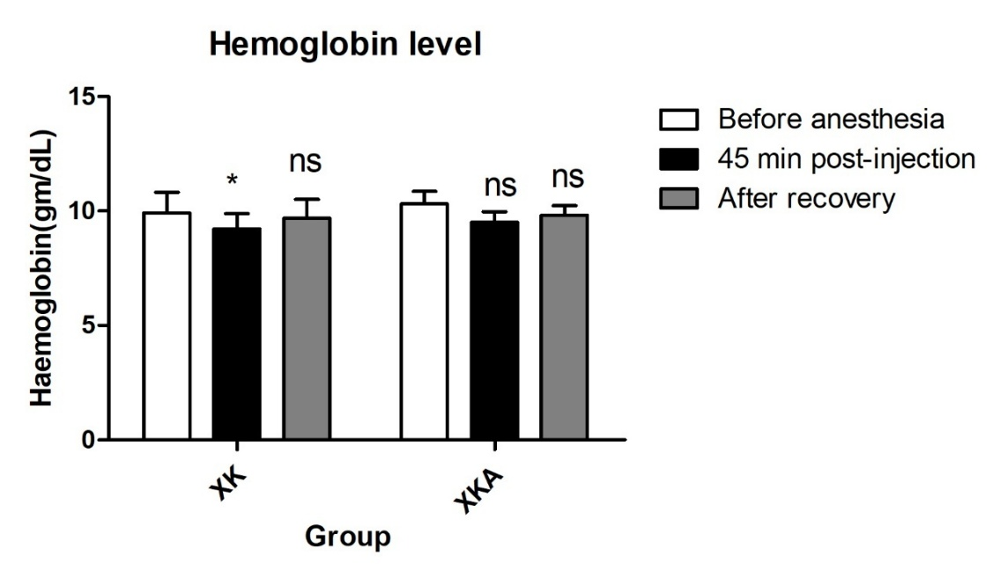 Hemoglobin level
Haemoglobin(gm/dL)
15
10
5
0
*
ns
ns
ns
XK
XKA
Group
Before anesthesia
45 min post-injection
After recovery